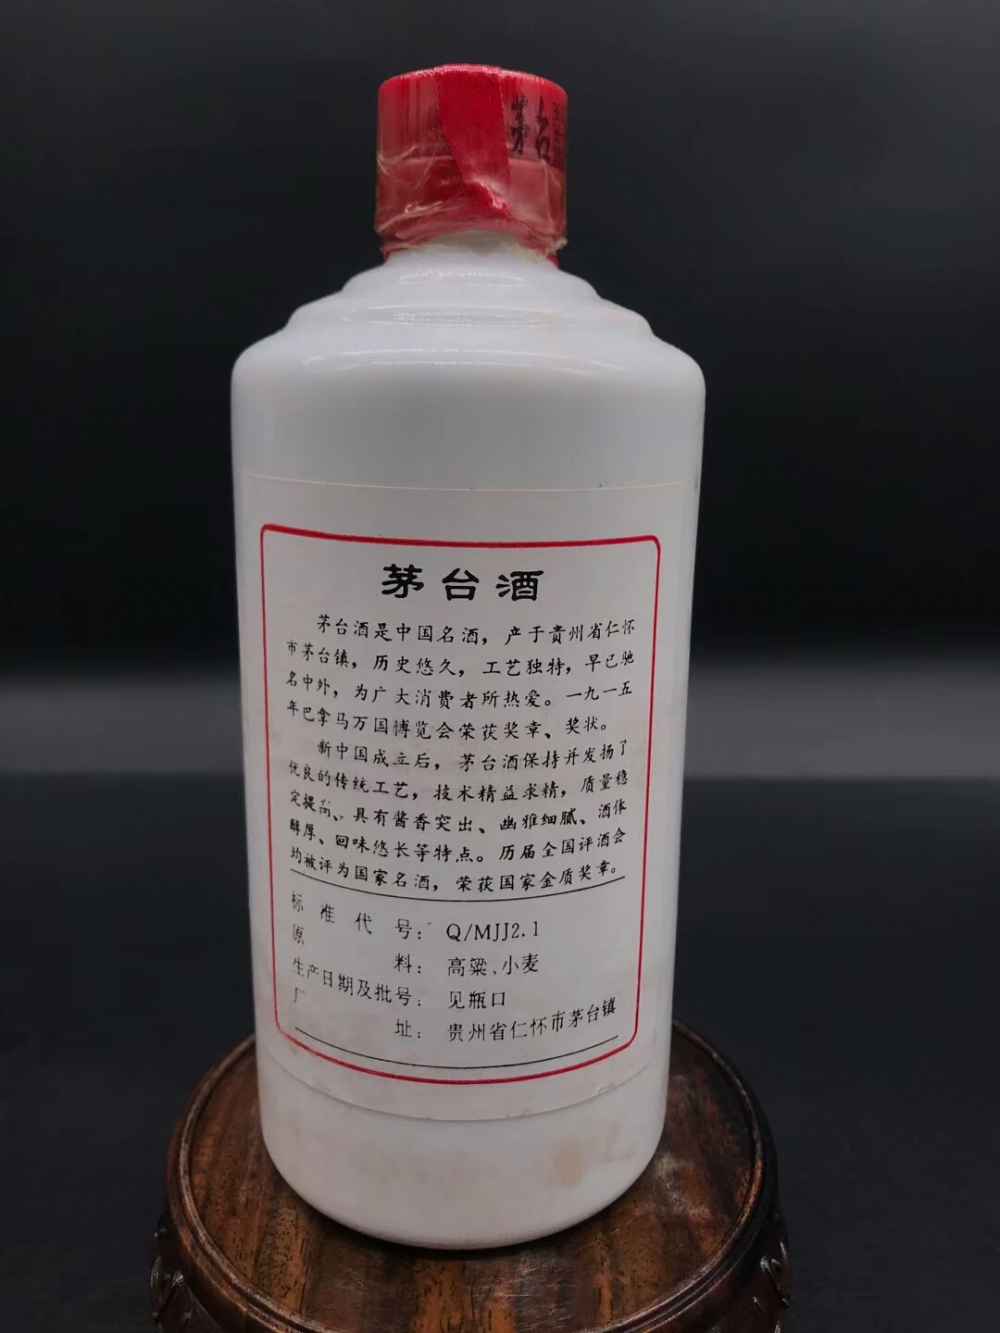 茅台
茅台酒
茅台酒是中国名酒，产于贵州省仁怀
市茅台镇，历史悠久，工艺独特，早已驰
名中外，为广大消费者所热爱。一九一五
年巴拿马万国博览会荣获奖章、奖状。
新中国成立后，茅台酒保持并发扬了
优良的传统工艺，技术精益求精，质量稳
定提高、具有酱香突出、幽雅细腻、酒体
醇厚、回味悠长等特点。历届全国评酒会
均被评为国家名酒，荣获国家金质奖章。
标准代号：Q/MJJ2.1
原料：高粱、小麦
生产日期及批号：见瓶口
厂址：贵州省仁怀市茅台镇